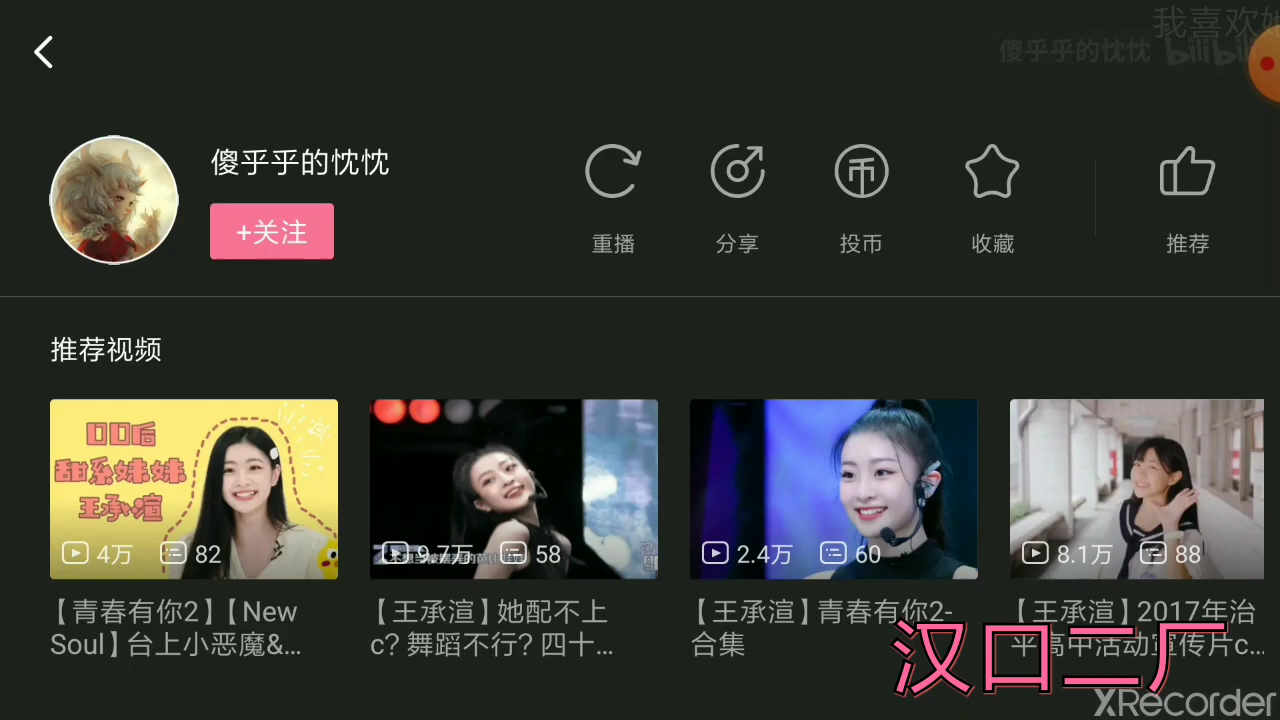 我喜欢她
傻乎乎的忱忱 bilibili
傻乎乎的忱忱
+关注
重播
分享
投币
收藏
推荐
推荐视频
00后
甜系妹妹
王承渲
4万
82
9.7万
58
2.4万
60
8.1万
88
【青春有你2】【New
Soul】台上小恶魔&...
【王承渲】她配不上
c？舞蹈不行？四十...
【王承渲】青春有你2-
合集
【王承渲】2017年治
平高中活动宣传片c...
汉口二厂
XRecorder